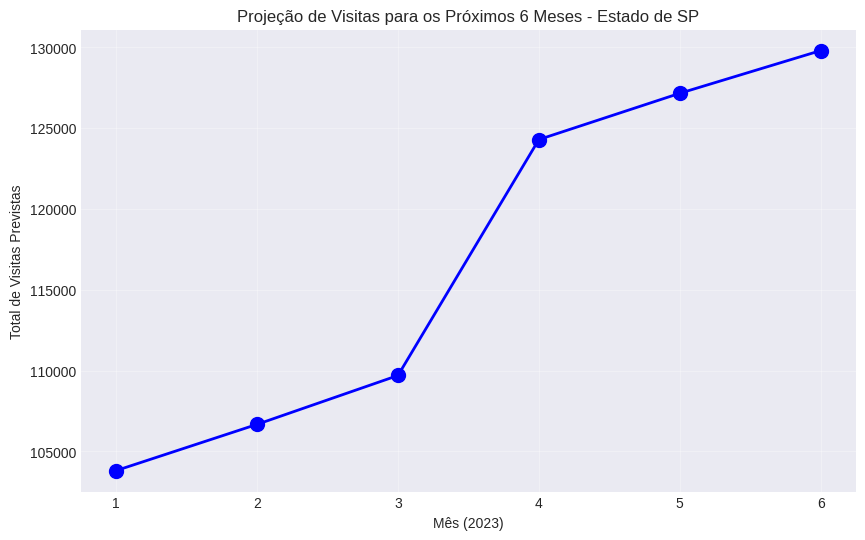 Projeção de Visitas para os Próximos 6 Meses - Estado de SP
Total de Visitas Previstas
130000
125000
120000
115000
110000
105000
1 2 3 4 5 6
Mês (2023)